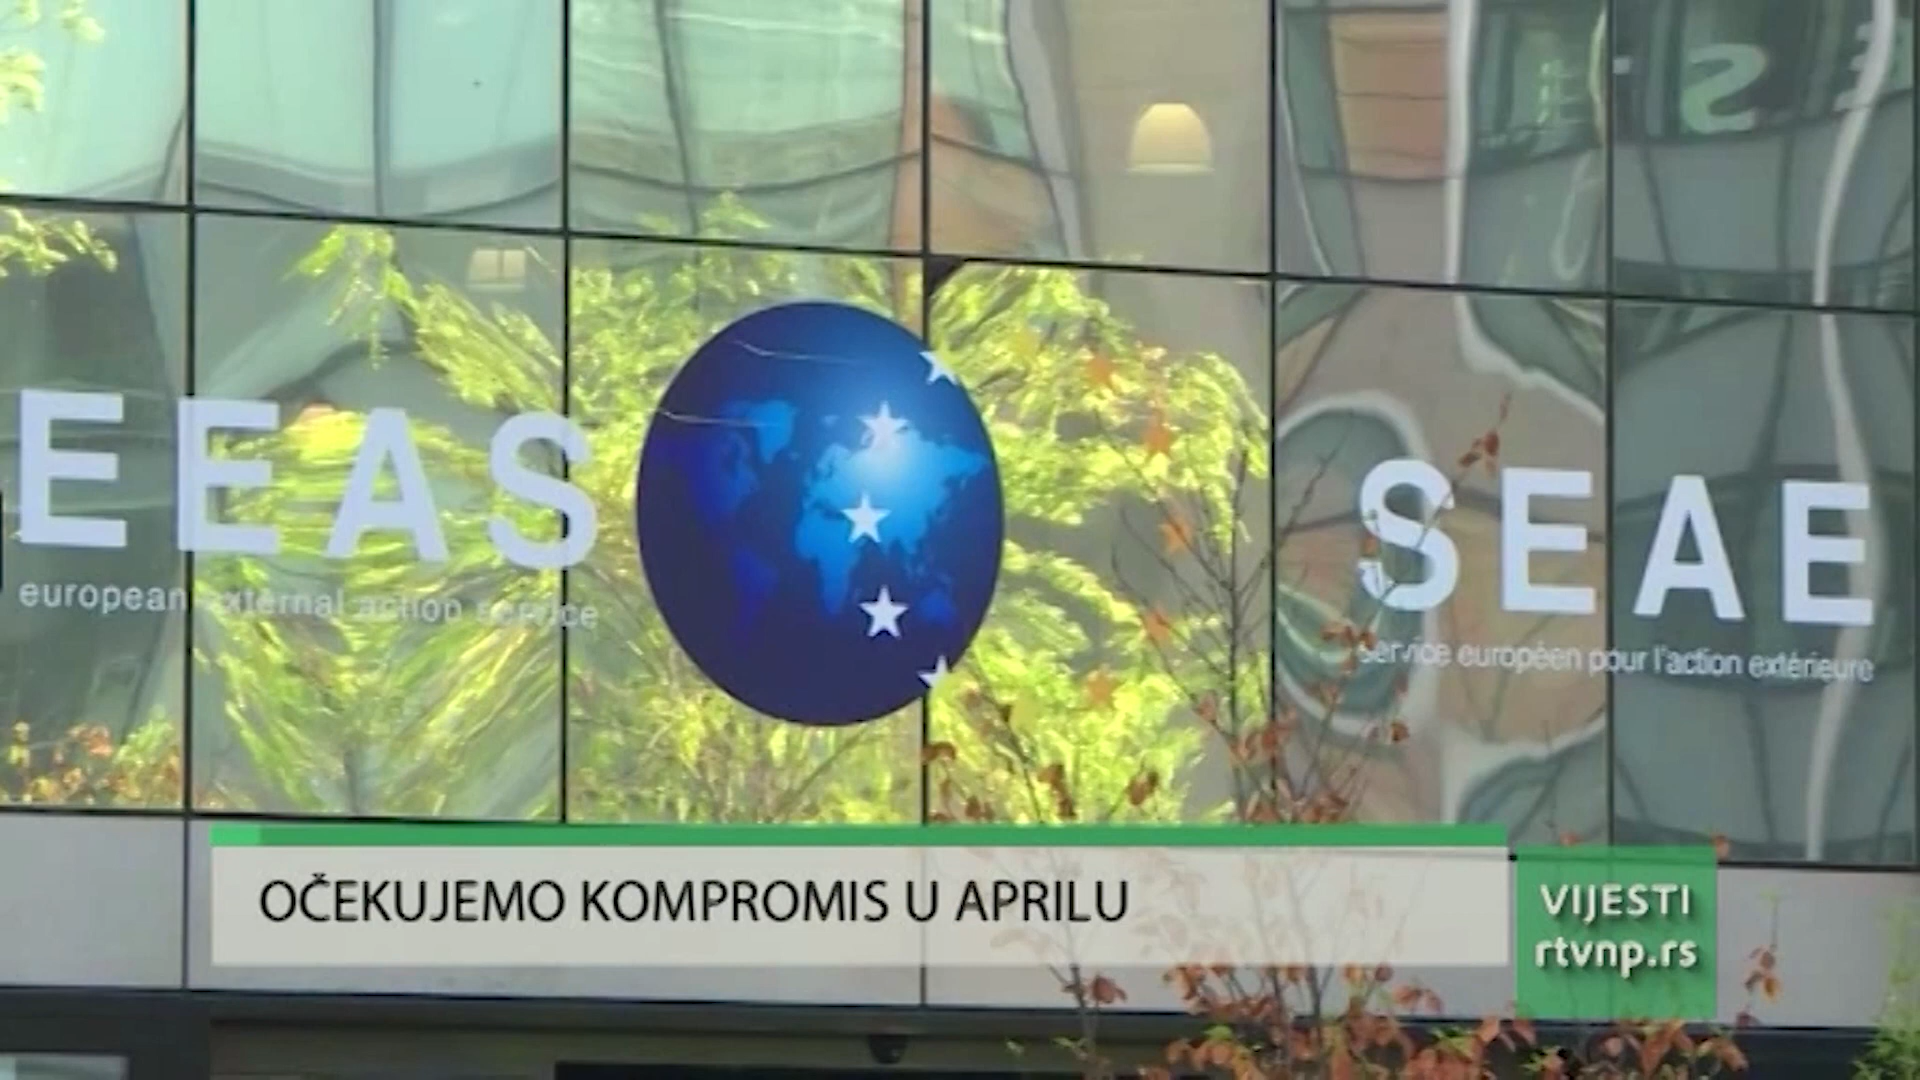 EEAS
european external action service
SEAE
service européen pour l'action extérieure
OČEKUJEMO KOMPROMIS U APRILU
VIJESTI
rtvnp.rs